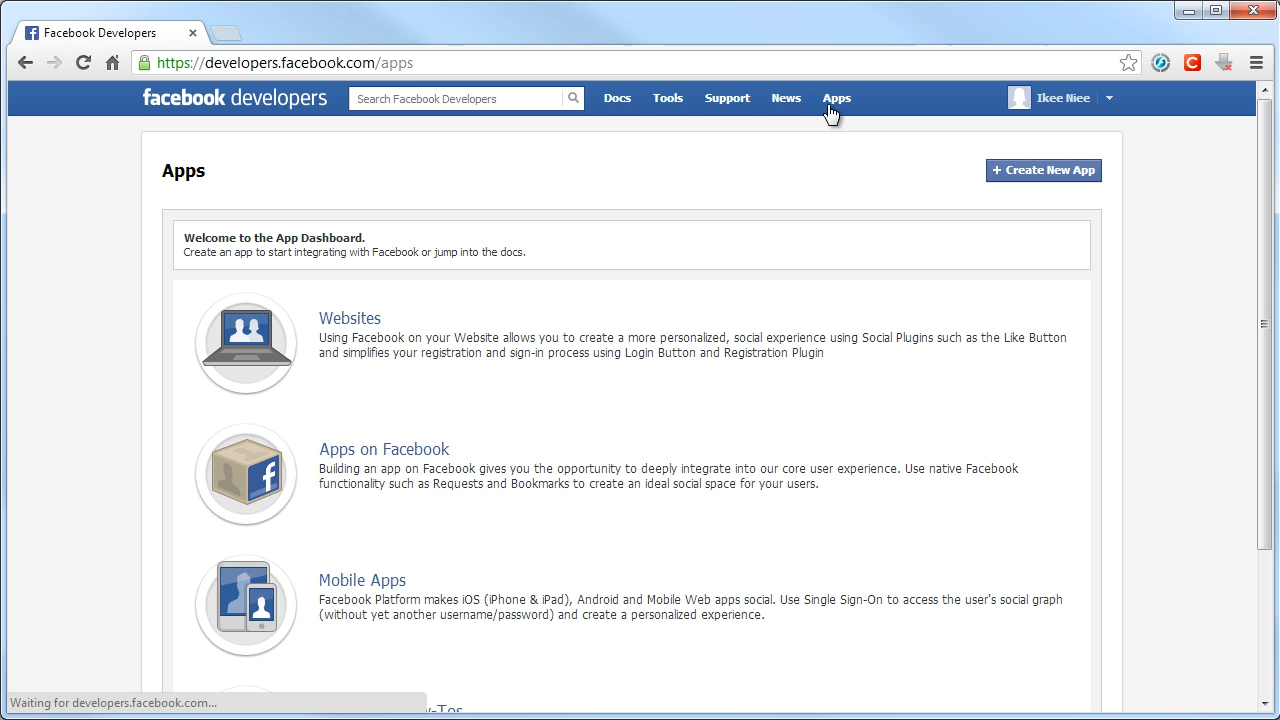 Facebook Developers
https://developers.facebook.com/apps
facebook developers
Search Facebook Developers
Docs
Tools
Support
News
Apps
Ikee Niee
Apps
+ Create New App
Welcome to the App Dashboard.
Create an app to start integrating with Facebook or jump into the docs.
Websites
Using Facebook on your Website allows you to create a more personalized, social experience using Social Plugins such as the Like Button
and simplifies your registration and sign-in process using Login Button and Registration Plugin
Apps on Facebook
Building an app on Facebook gives you the opportunity to deeply integrate into our core user experience. Use native Facebook
functionality such as Requests and Bookmarks to create an ideal social space for your users.
Mobile Apps
Facebook Platform makes iOS (iPhone & iPad), Android and Mobile Web apps social. Use Single Sign-On to access the user's social graph
(without yet another username/password) and create a personalized experience.
Waiting for developers.facebook.com...